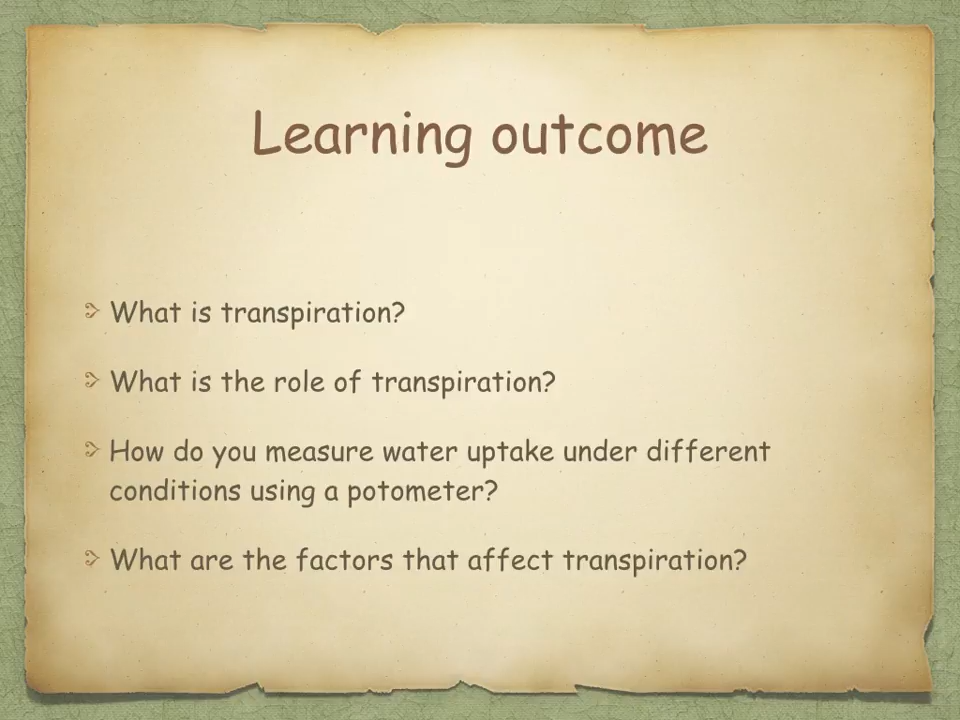 Learning outcome
What is transpiration?
What is the role of transpiration?
How do you measure water uptake under different
conditions using a potometer?
What are the factors that affect transpiration?